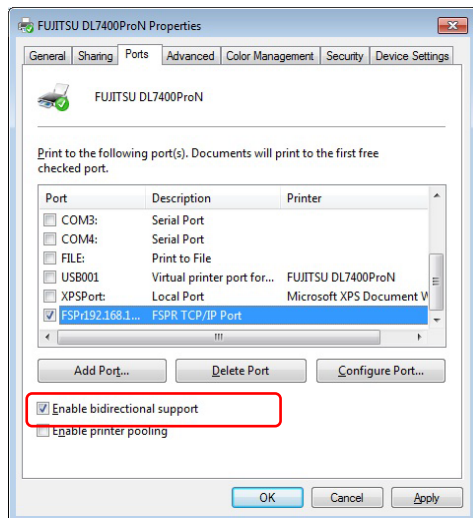 FUJITSU DL7400ProN Properties
General Sharing Ports Advanced Color Management Security Device Settings
FUJITSU DL7400ProN
Print to the following port(s). Documents will print to the first free
checked port.
Port Description Printer
COM3: Serial Port
COM4: Serial Port
FILE: Print to File
USB001 Virtual printer port for... FUJITSU DL7400ProN
XPSPort: Local Port Microsoft XPS Document W
FSPr192.168.1... FSPR TCP/IP Port
Add Port... Delete Port Configure Port...
Enable bidirectional support
Enable printer pooling
OK Cancel Apply